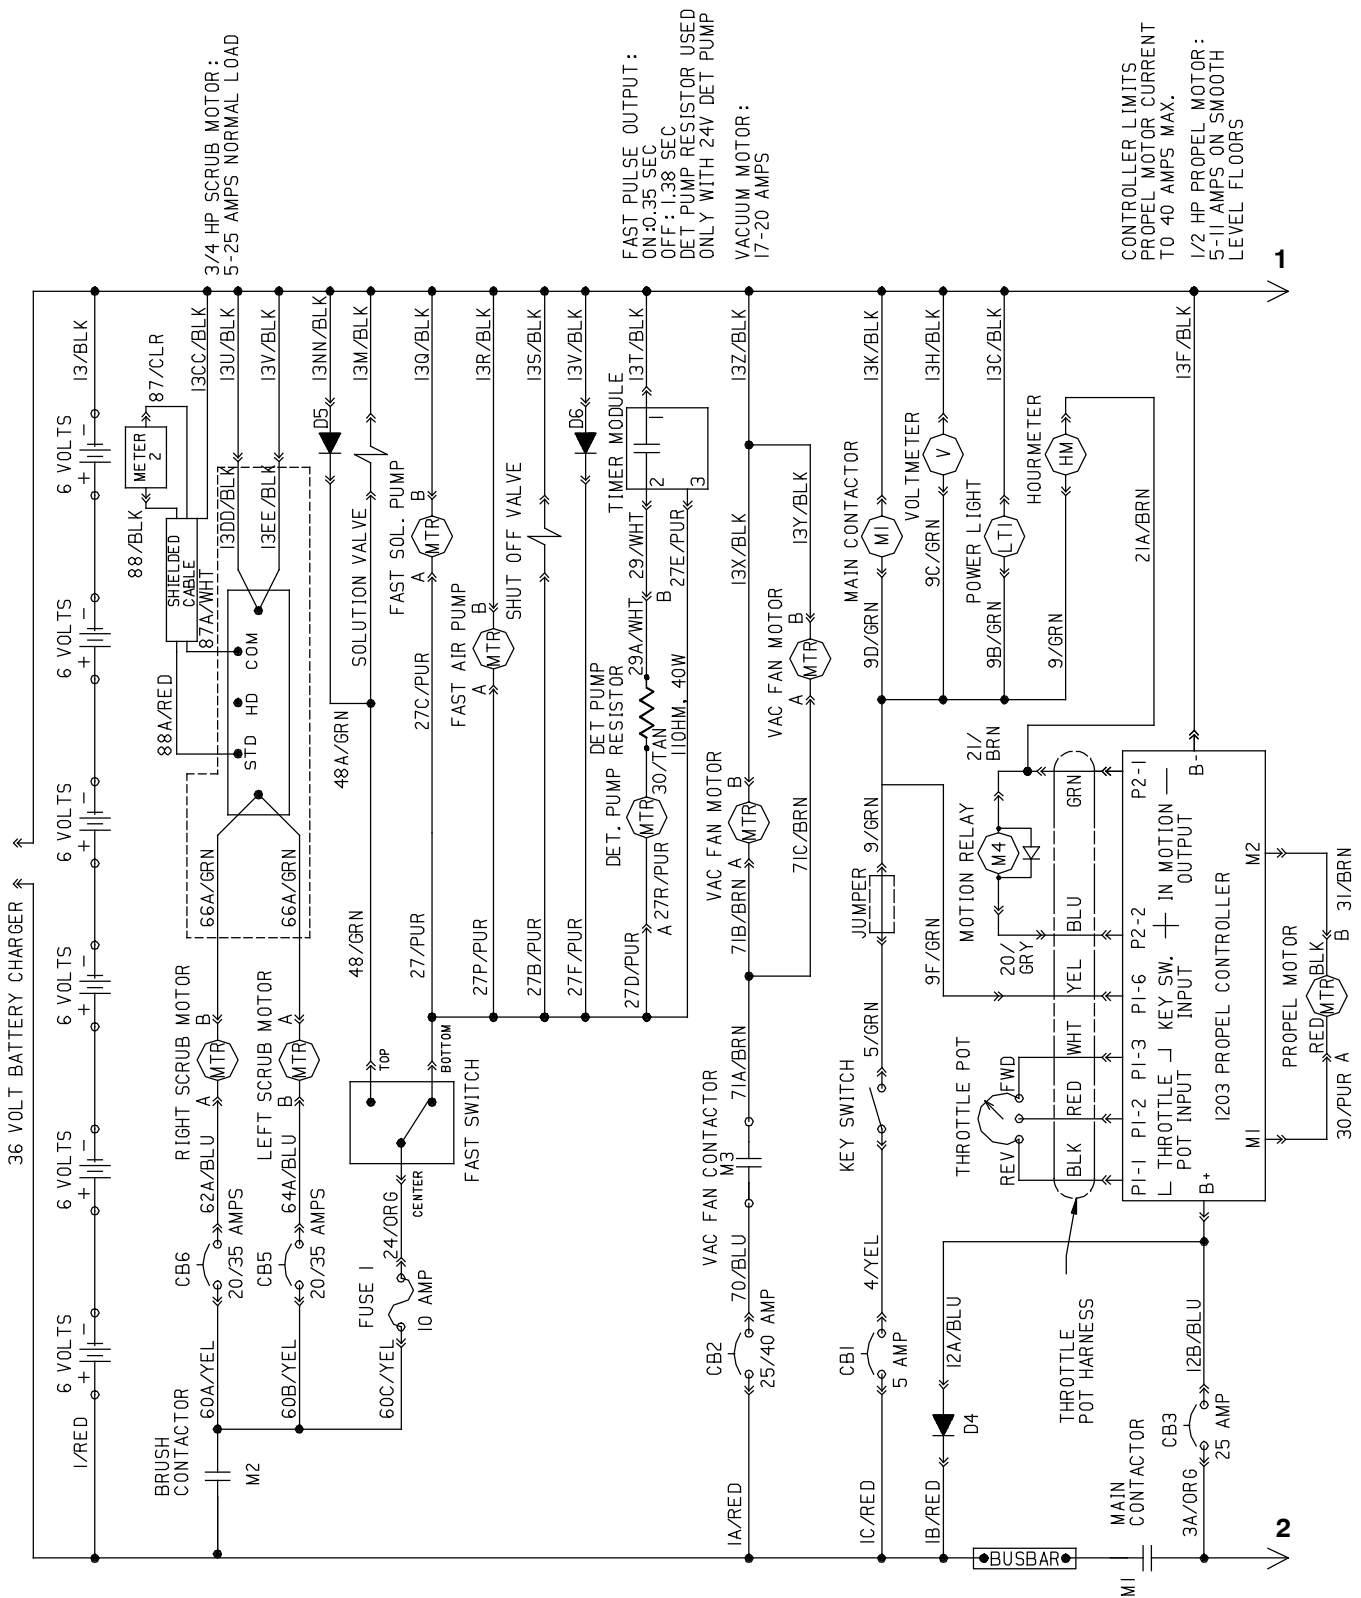 36 VOLT BATTERY CHARGER
1/RED
6 VOLTS
+ -
6 VOLTS
+ -
6 VOLTS
+ -
6 VOLTS
+ -
6 VOLTS
+ -
6 VOLTS
+ -
13/BLK
BRUSH
CONTACTOR
M2
60A/YEL
CB6
20/35 AMPS
62A/BLU
RIGHT SCRUB MOTOR
A
MTR
B
66A/GRN
60B/YEL
CB5
20/35 AMPS
64A/BLU
LEFT SCRUB MOTOR
B
MTR
A
66A/GRN
STD
HD
COM
88A/RED
87A/WHT
SHIELDED
CABLE
88/BLK
METER
2
87/CLR
13CC/BLK
13DD/BLK
13U/BLK
13EE/BLK
13V/BLK
3/4 HP SCRUB MOTOR:
5-25 AMPS NORMAL LOAD
60C/YEL
FUSE 1
10 AMP
24/ORG
CENTER
FAST SWITCH
TOP
BOTTOM
48/GRN
48A/GRN
D5
13NN/BLK
SOLUTION VALVE
13M/BLK
27/PUR
27C/PUR
FAST SOL. PUMP
A
MTR
B
13Q/BLK
27P/PUR
FAST AIR PUMP
A
MTR
B
13R/BLK
27B/PUR
SHUT OFF VALVE
13S/BLK
27F/PUR
D6
13V/BLK
27D/PUR
A
27R/PUR
DET. PUMP
MTR
30/TAN
DET PUMP
RESISTOR
110HM, 40W
29A/WHT
B
29/WHT
27E/PUR
TIMER MODULE
2
1
3
13T/BLK
FAST PULSE OUTPUT:
ON:0.35 SEC
OFF: 1.38 SEC
DET PUMP RESISTOR USED
ONLY WITH 24V DET PUMP
1A/RED
CB2
25/40 AMP
70/BLU
VAC FAN CONTACTOR
M3
71A/BRN
71B/BRN
VAC FAN MOTOR
A
MTR
B
13X/BLK
13Z/BLK
71C/BRN
VAC FAN MOTOR
A
MTR
B
13Y/BLK
VACUUM MOTOR:
17-20 AMPS
1C/RED
CB1
5 AMP
4/YEL
KEY SWITCH
5/GRN
JUMPER
9/GRN
9D/GRN
MAIN CONTACTOR
M1
13K/BLK
9C/GRN
VOLTMETER
V
13H/BLK
9B/GRN
POWER LIGHT
LT1
13C/BLK
9/GRN
HOURMETER
HM
21A/BRN
9F/GRN
1B/RED
D4
12A/BLU
MOTION RELAY
M4
20/
GRY
21/
BRN
THROTTLE POT
REV
FWD
BLK
RED
WHT
YEL
BLU
GRN
THROTTLE
POT HARNESS
P1-1
P1-2
P1-3
P1-6
P2-2
P2-1
THROTTLE
POT INPUT
KEY SW.
INPUT
+ IN MOTION -
OUTPUT
1203 PROPEL CONTROLLER
B+
B-
M1
M2
13F/BLK
30/PUR
A
RED
MTR
BLK
B
31/BRN
PROPEL MOTOR
BUSBAR
M1
MAIN
CONTACTOR
3A/ORG
CB3
25 AMP
12B/BLU
CONTROLLER LIMITS
PROPEL MOTOR CURRENT
TO 40 AMPS MAX.
1/2 HP PROPEL MOTOR:
5-11 AMPS ON SMOOTH
LEVEL FLOORS
1
2